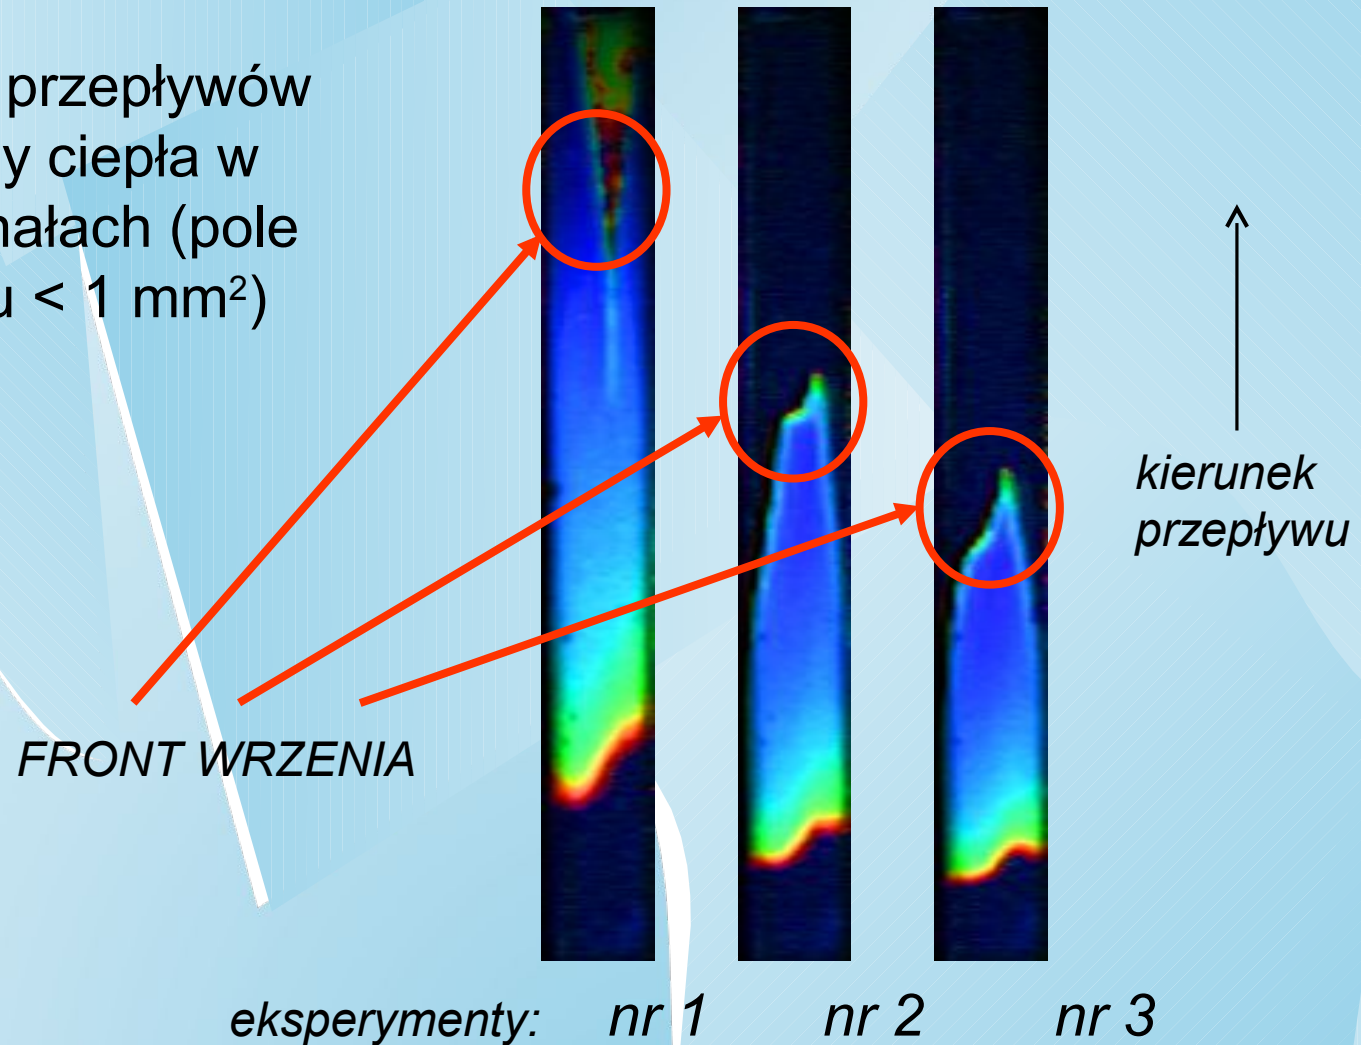 przepływów
y ciepła w
nałach (pole
u < 1 mm²)
kierunek
przepływu
FRONT WRZENIA
eksperymenty: nr 1 nr 2 nr 3